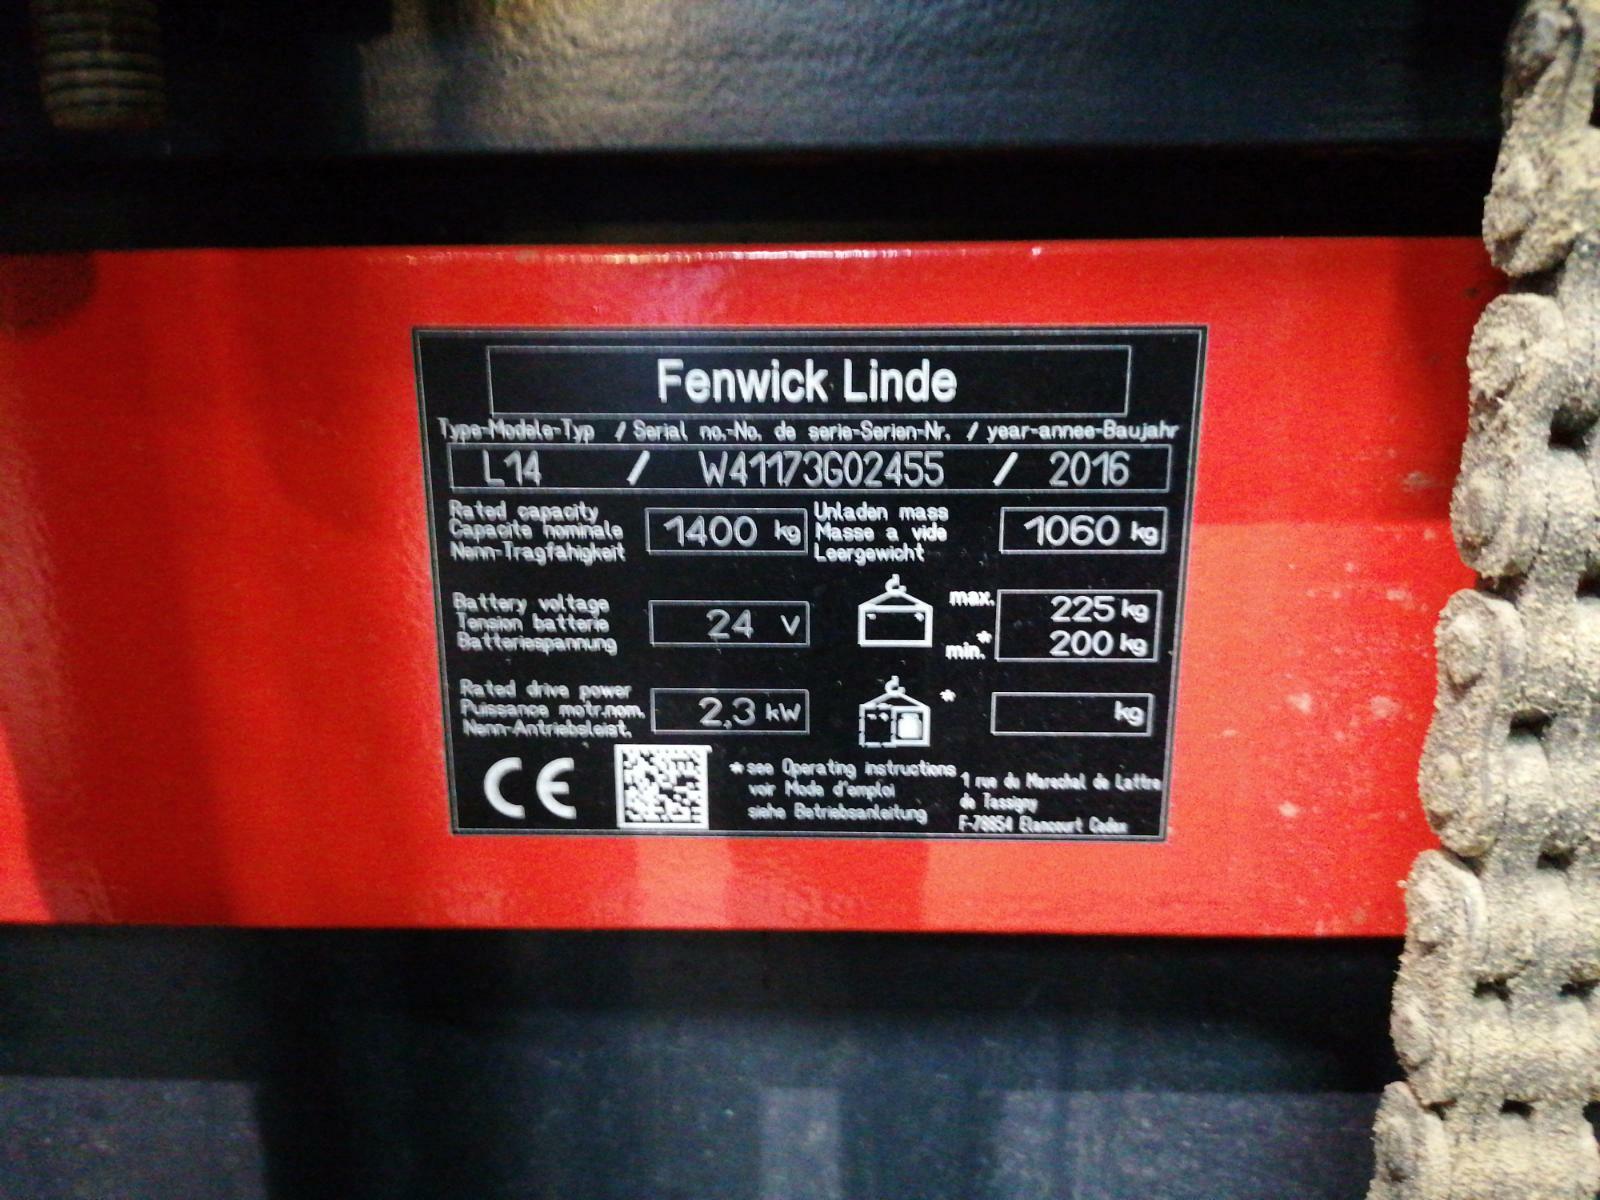 Fenwick Linde
Type-Modele-Typ / Serial no.-No. de serie-Serien-Nr. / year-annee-Baujahr
L14 / W41173G02455 / 2016
Rated capacity
Capacite nominale
Nenn-Tragfahigkeit
1400 kg
Unladen mass
Masse a vide
Leergewicht
1060 kg
Battery voltage
Tension batterie
Batteriespannung
24 V
max. 225 kg
min.* 200 kg
Rated drive power
Puissance motr.nom.
Nenn-Antriebsleist.
2,3 kW
* kg
CE
*see Operating instructions
voir Mode d'emploi
siehe Betriebsanleitung
1 rue du Marechal de Lattre
de Tassigny
F-78854 Elancourt Cedex